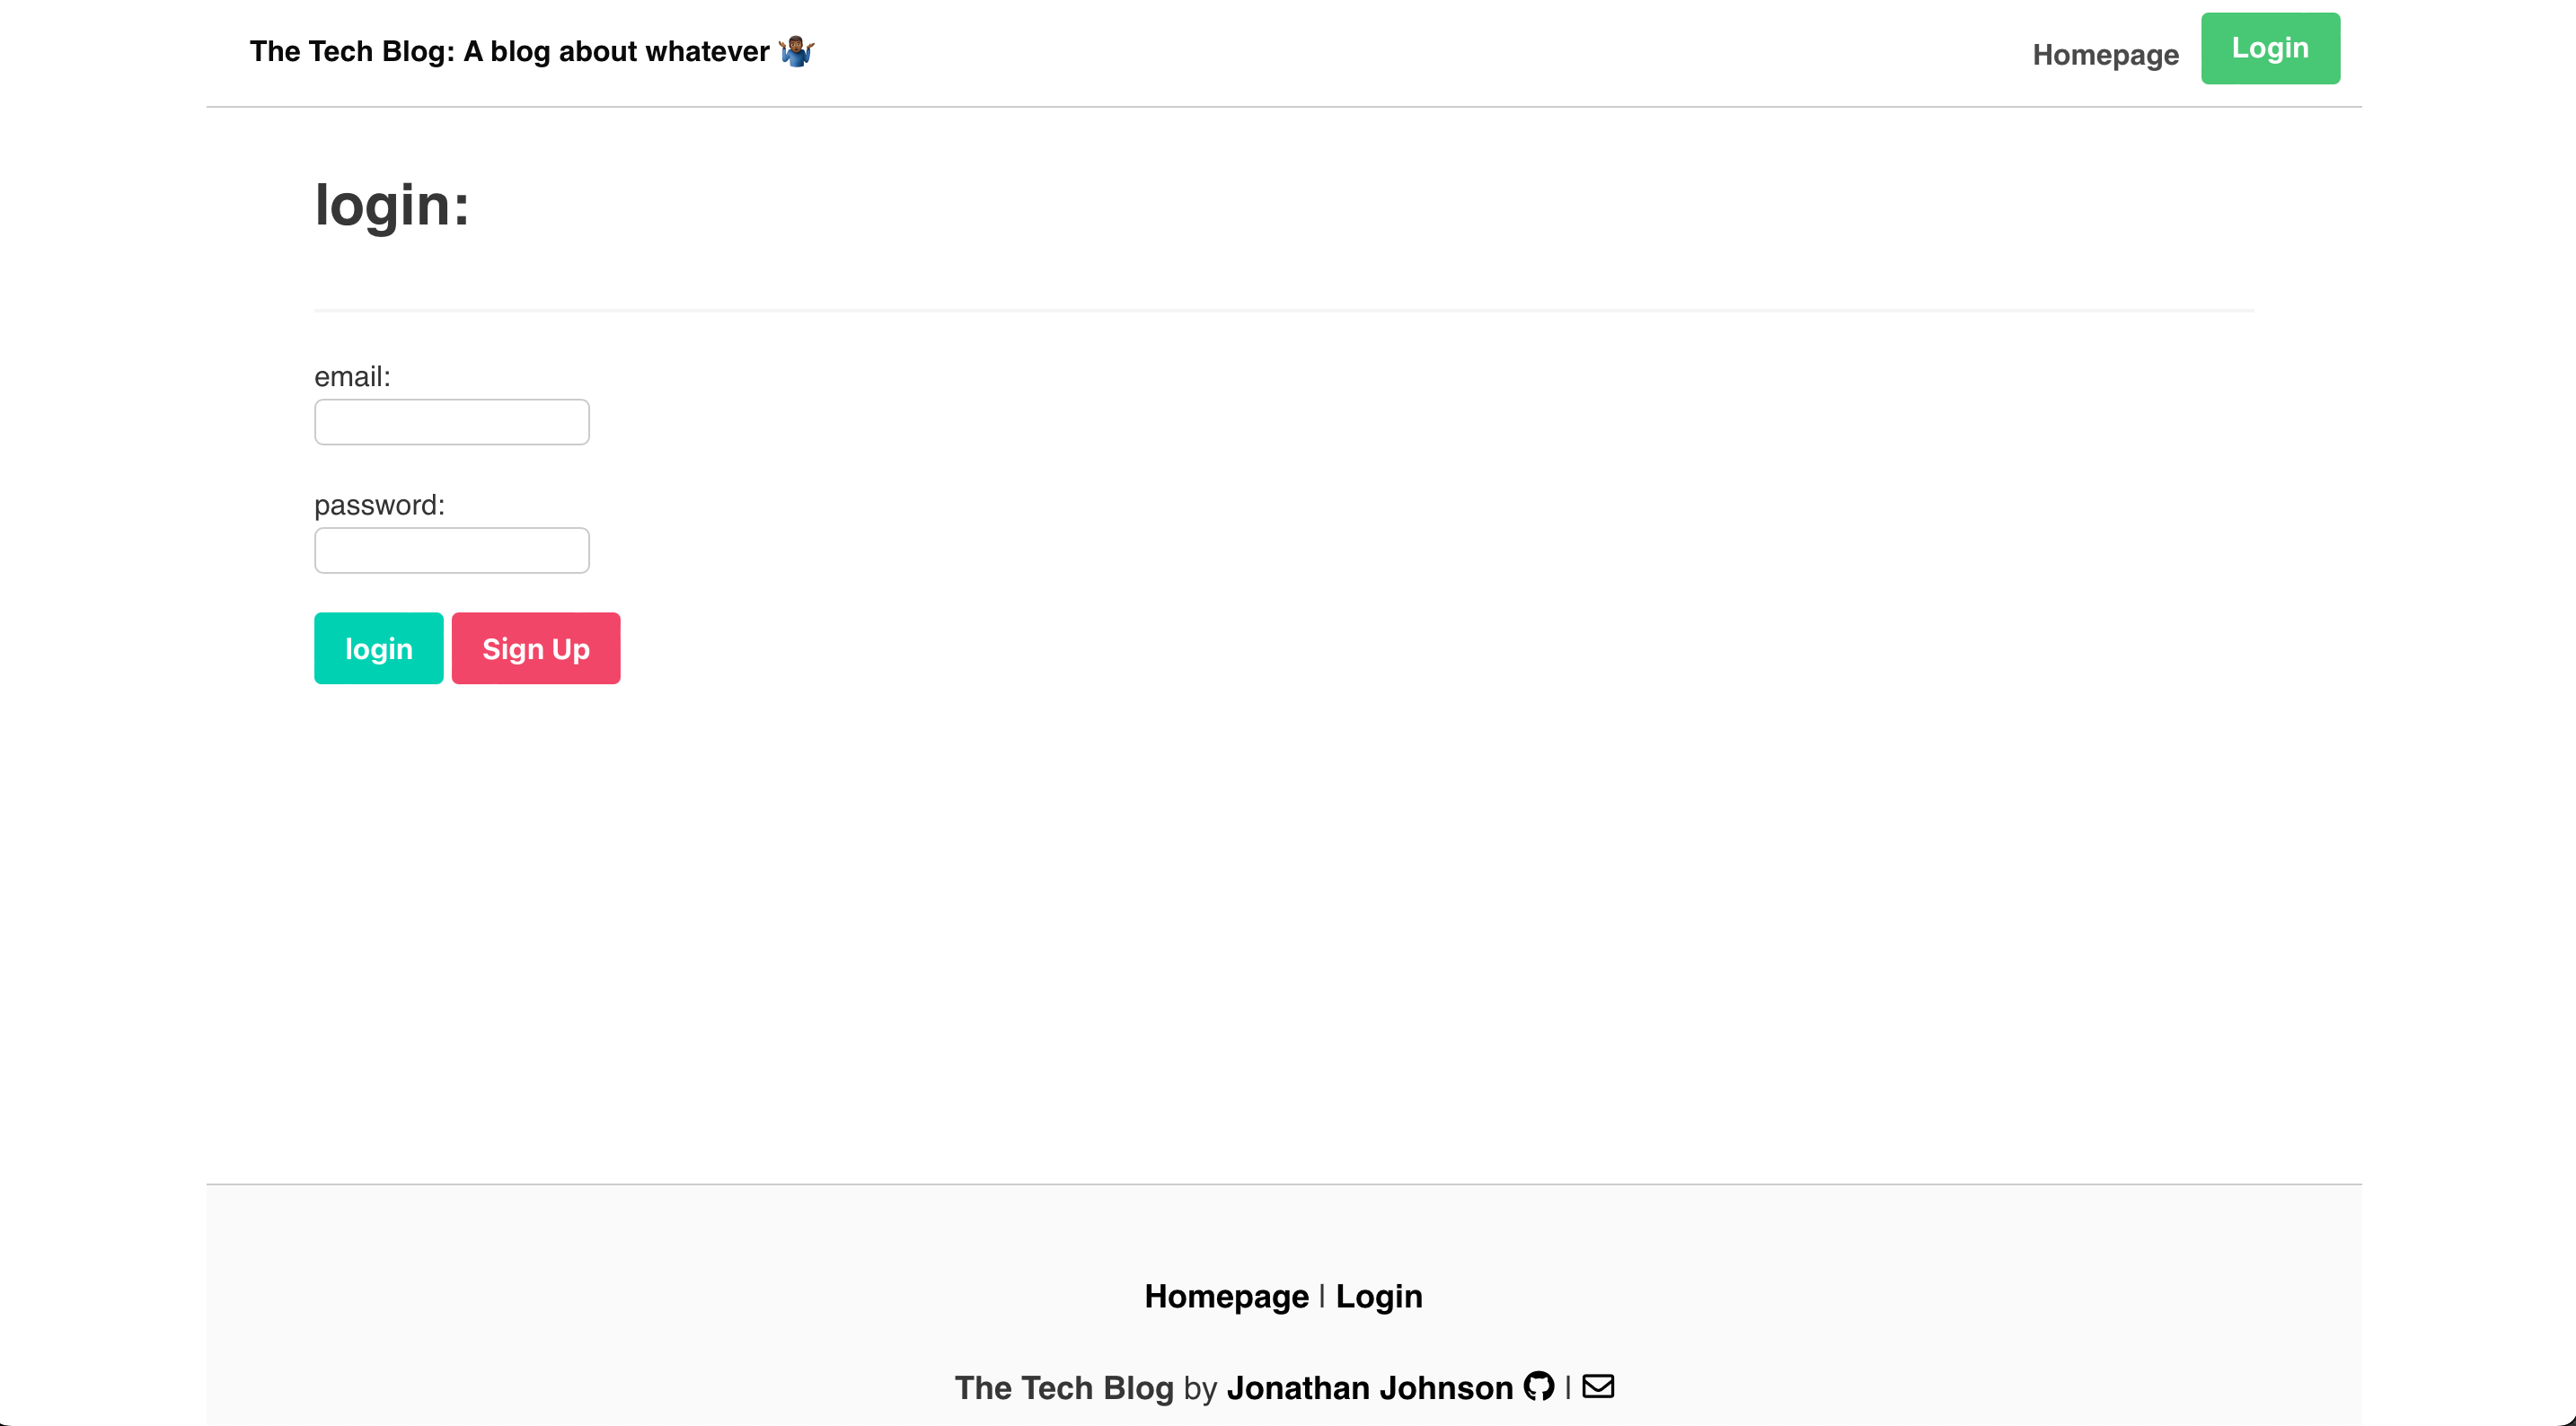 The Tech Blog: A blog about whatever 🤷🏾‍♂️
Homepage Login
login:
email:
password:
login Sign Up
Homepage | Login
The Tech Blog by Jonathan Johnson |